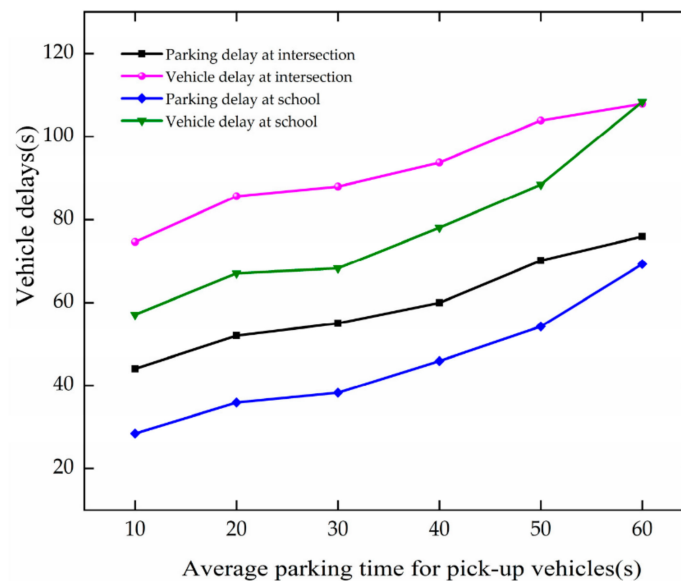 Parking delay at intersection
Vehicle delay at intersection
Parking delay at school
Vehicle delay at school
Vehicle delays(s)
120
100
80
60
40
20
10 20 30 40 50 60
Average parking time for pick-up vehicles(s)